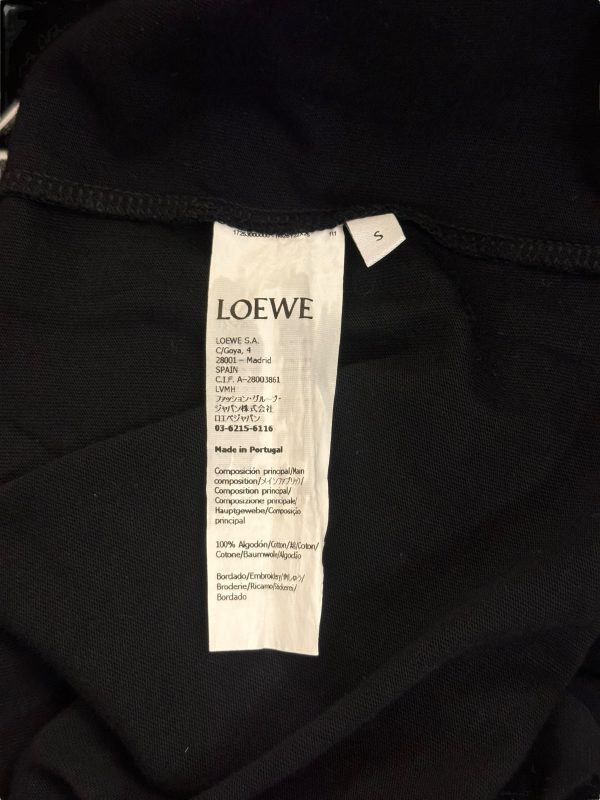 S
LOEWE
LOEWE S.A.
C/Goya, 4
28001 – Madrid
SPAIN
C.I.F. A-28003861
LVMH
ファッション・グループ・
ジャパン株式会社
ロエベジャパン
03-6215-6116
Made in Portugal
Composición principal/Main
composition/メインファブリック/
Composition principal/
Composizione principale/
Hauptgewebe/Composição
principal
100% Algodón/Cotton/綿/Coton/
Cotone/Baumwolle/Algodão
Bordado/Embroidery/刺しゅう/
Broderie/Ricamo/Stickerei/
Bordado